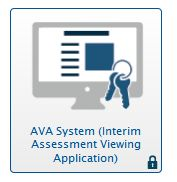 AVA System (Interim
Assessment Viewing
Application)